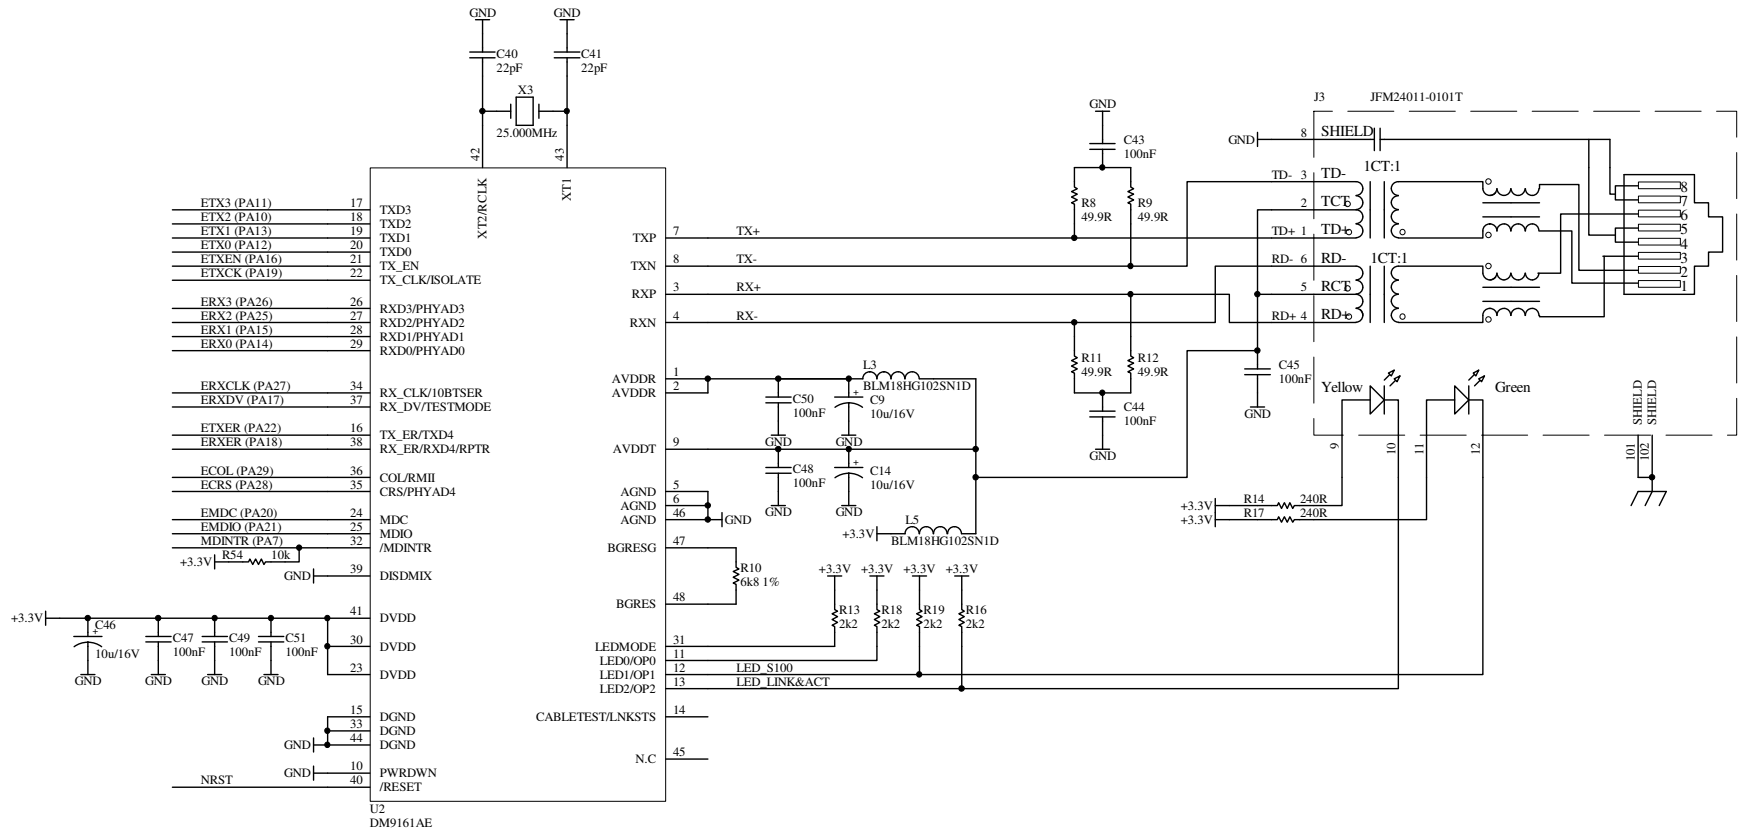 GND
GND
C40
22pF
C41
22pF
X3
25.000MHz
42
43
XT2/RCLK
XT1
ETX3 (PA11) 17 TXD3
ETX2 (PA10) 18 TXD2
ETX1 (PA13) 19 TXD1
ETX0 (PA12) 20 TXD0
ETXEN (PA16) 21 TX_EN
ETXCK (PA19) 22 TX_CLK/ISOLATE
ERX3 (PA26) 26 RXD3/PHYAD3
ERX2 (PA25) 27 RXD2/PHYAD2
ERX1 (PA15) 28 RXD1/PHYAD1
ERX0 (PA14) 29 RXD0/PHYAD0
ERXCLK (PA27) 34 RX_CLK/10BTSER
ERXDV (PA17) 37 RX_DV/TESTMODE
ETXER (PA22) 16 TX_ER/TXD4
ERXER (PA18) 38 RX_ER/RXD4/RPTR
ECOL (PA29) 36 COL/RMII
ECRS (PA28) 35 CRS/PHYAD4
EMDC (PA20) 24 MDC
EMDIO (PA21) 25 MDIO
MDINTR (PA7) 32 /MDINTR
+3.3V R54 10k
GND 39 DISDMIX
+3.3V 41 DVDD
30 DVDD
23 DVDD
C46
10u/16V
C47
100nF
C49
100nF
C51
100nF
GND GND GND GND
15 DGND
33 DGND
GND 44 DGND
GND 10 PWRDWN
NRST 40 /RESET
U2
DM9161AE
TXP 7 TX+
TXN 8 TX-
RXP 3 RX+
RXN 4 RX-
AVDDR 1
AVDDR 2
AVDDT 9
AGND 5
AGND 6
AGND 46 GND
BGRESG 47
BGRES 48
R10
6k8 1%
LEDMODE 31
LED0/OP0 11
LED1/OP1 12 LED_S100
LED2/OP2 13 LED_LINK&ACT
CABLETEST/LNKSTS 14
N.C 45
L3
BLM18HG102SN1D
C50
100nF
C9
10u/16V
+
GND GND
C48
100nF
C14
10u/16V
+
GND GND
L5
+3.3V
BLM18HG102SN1D
+3.3V +3.3V +3.3V +3.3V
R13
2k2
R18
2k2
R19
2k2
R16
2k2
GND
C43
100nF
R8
49.9R
R9
49.9R
R11
49.9R
R12
49.9R
C44
100nF
GND
C45
100nF
GND
J3 JFM24011-0101T
GND 8 SHIELD
1CT:1
TD- 3 TD-
2 TCT
TD+ 1 TD+
RD- 6 RD-
1CT:1
5 RCT
RD+ 4 RD+
8
7
6
5
4
3
2
1
Yellow
Green
SHIELD
SHIELD
9
10
11
12
101
102
+3.3V R14 240R
+3.3V R17 240R